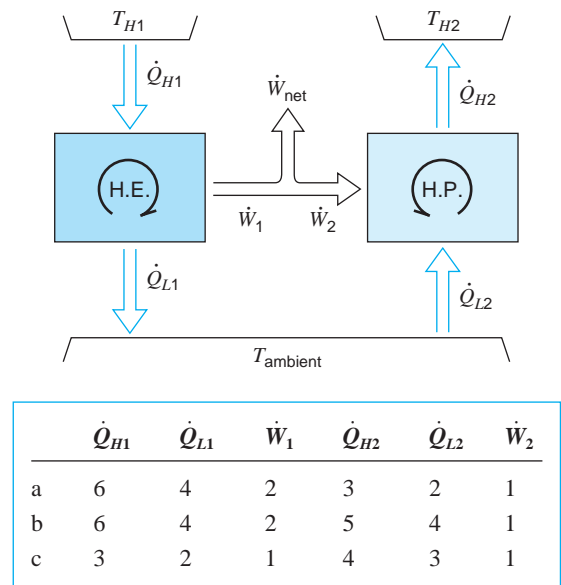 T_H1 T_H2
Q̇_H1 Ẇ_net Q̇_H2
H.E. H.P.
Ẇ_1 Ẇ_2
Q̇_L1 Q̇_L2
T_ambient
Q̇_H1 Q̇_L1 Ẇ_1 Q̇_H2 Q̇_L2 Ẇ_2
a 6 4 2 3 2 1
b 6 4 2 5 4 1
c 3 2 1 4 3 1